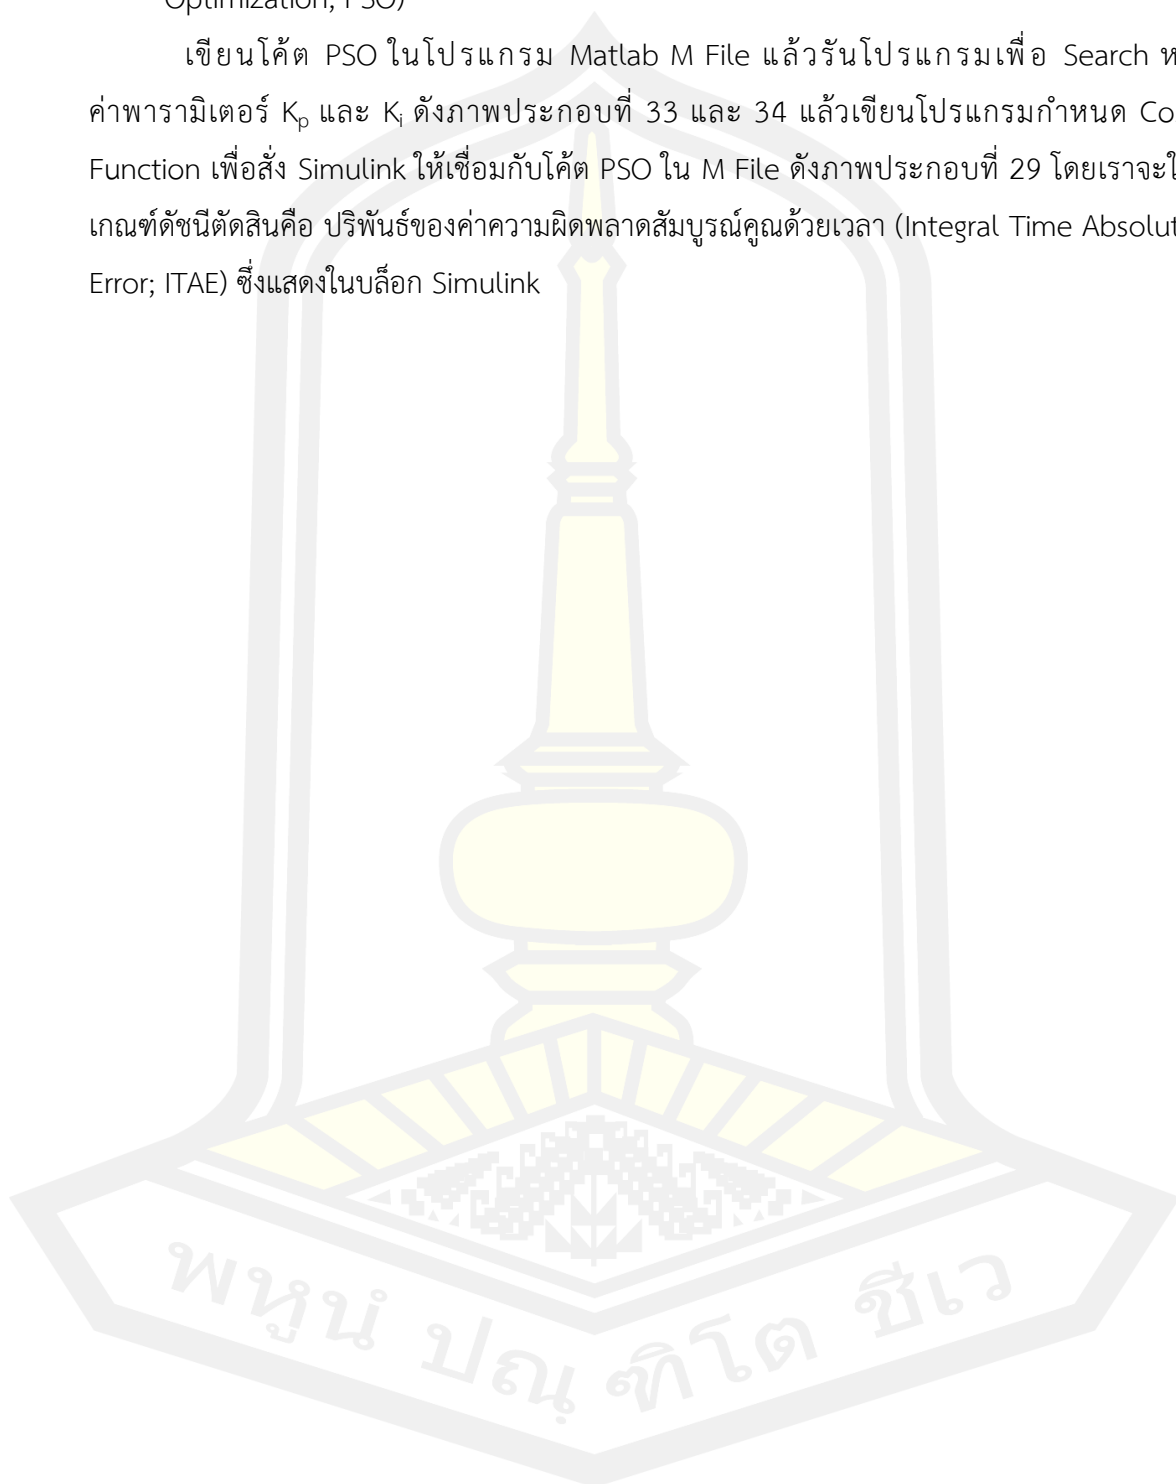 Optimization; PSO)
เขียนโค้ต PSO ในโปรแกรม Matlab M File แล้วรันโปรแกรมเพื่อ Search
ค่าพารามิเตอร์ Kp และ Ki ดังภาพประกอบที่ 33 และ 34 แล้วเขียนโปรแกรมกำหนด Co
Function เพื่อสั่ง Simulink ให้เชื่อมกับโค้ต PSO ใน M File ดังภาพประกอบที่ 29 โดยเราจะ
เกณฑ์ดัชนีตัดสินคือ ปริพันธ์ของค่าความผิดพลาดสัมบูรณ์คูณด้วยเวลา (Integral Time Absolut
Error; ITAE) ซึ่งแสดงในบล็อก Simulink
พหูนํ ปณฺฑิโต ชีเว